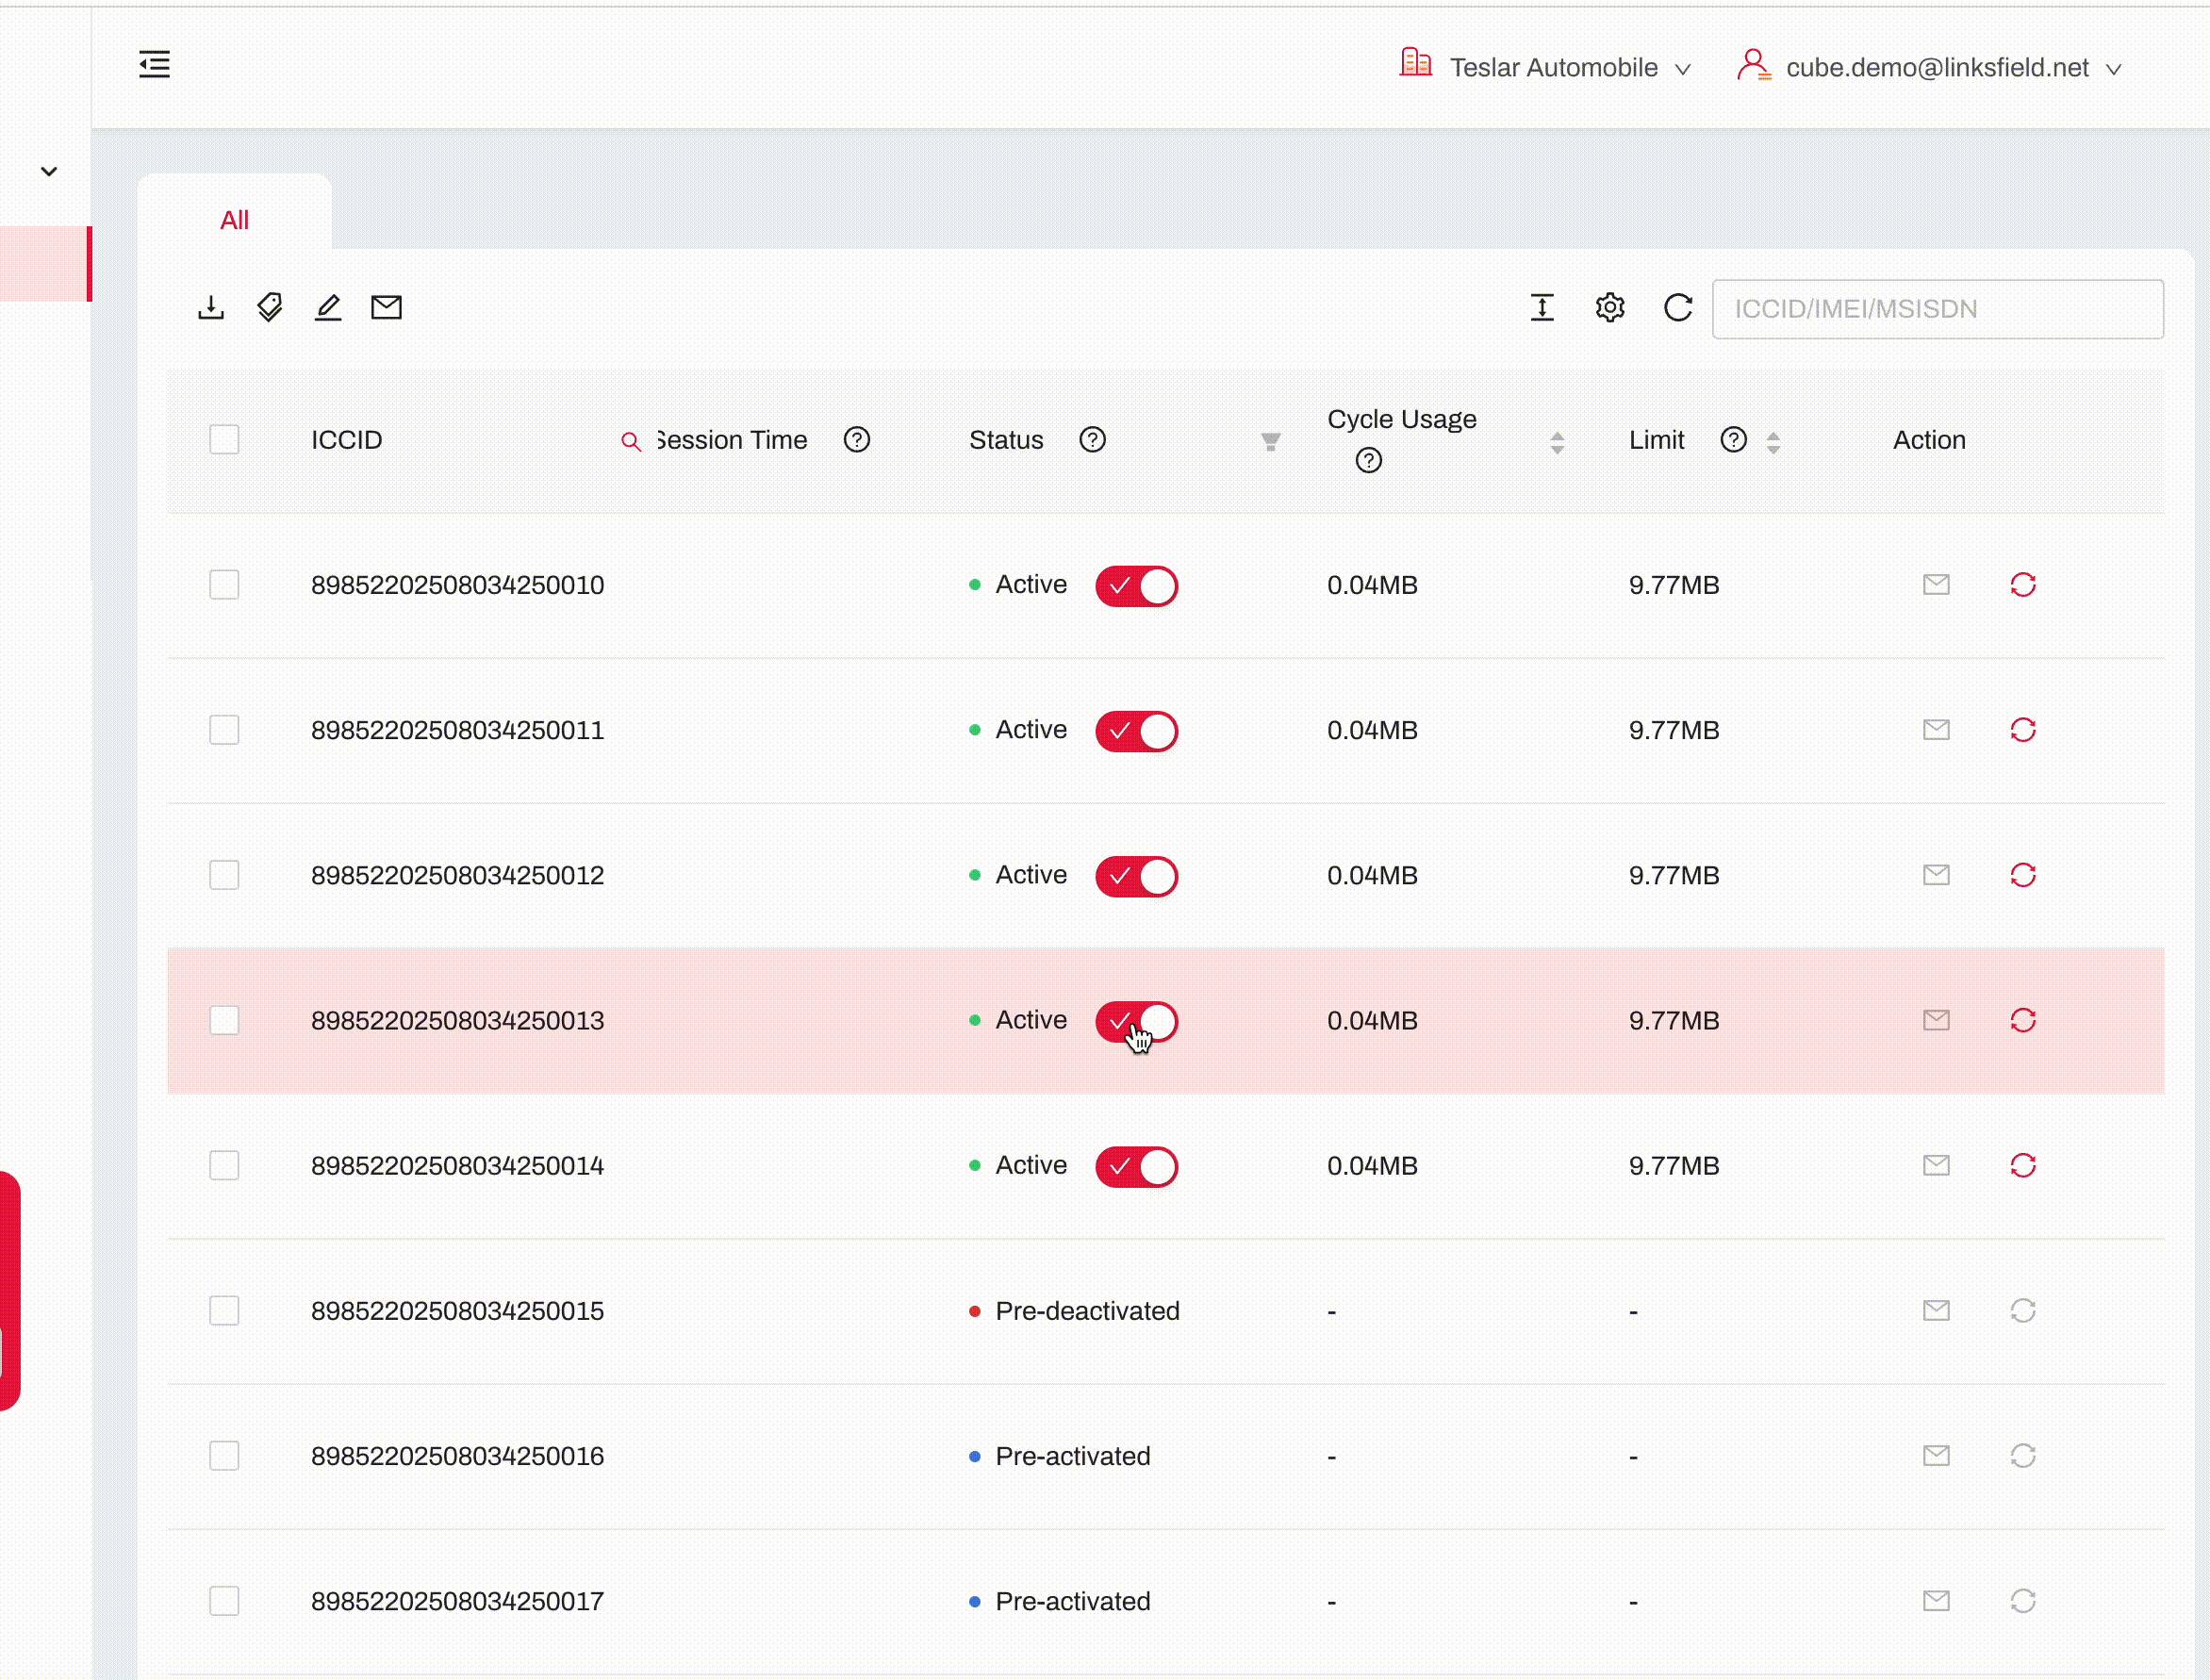 Teslar Automobile cube.demo@linksfield.net
All
ICCID/IMEI/MSISDN
ICCID Session Time Status Cycle Usage Limit Action
89852202508034250010 Active 0.04MB 9.77MB
89852202508034250011 Active 0.04MB 9.77MB
89852202508034250012 Active 0.04MB 9.77MB
89852202508034250013 Active 0.04MB 9.77MB
89852202508034250014 Active 0.04MB 9.77MB
89852202508034250015 Pre-deactivated - -
89852202508034250016 Pre-activated - -
89852202508034250017 Pre-activated - -